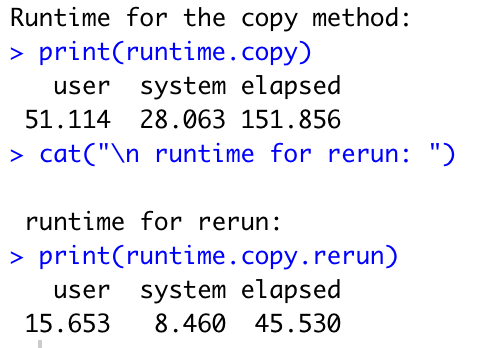 Runtime for the copy method:
> print(runtime.copy)
user system elapsed
51.114 28.063 151.856
> cat("\n runtime for rerun: ")
runtime for rerun:
> print(runtime.copy.rerun)
user system elapsed
15.653 8.460 45.530